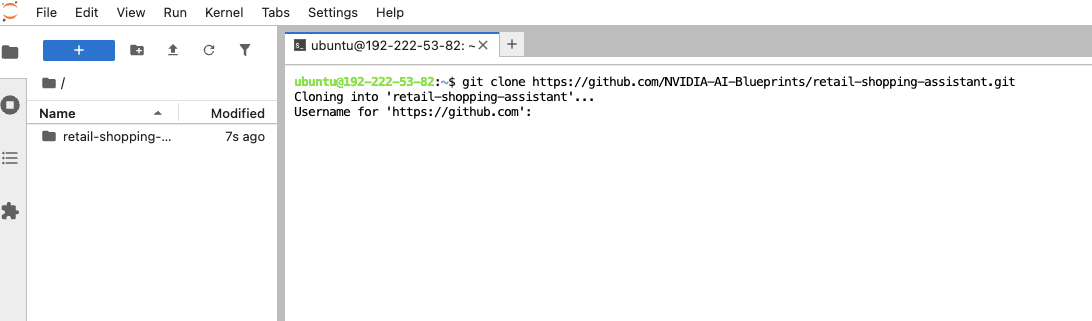 File Edit View Run Kernel Tabs Settings Help
+
/
Name Modified
retail-shopping-... 7s ago
ubuntu@192-222-53-82: ~ × +
ubuntu@192-222-53-82:~$ git clone https://github.com/NVIDIA-AI-Blueprints/retail-shopping-assistant.git
Cloning into 'retail-shopping-assistant'...
Username for 'https://github.com':